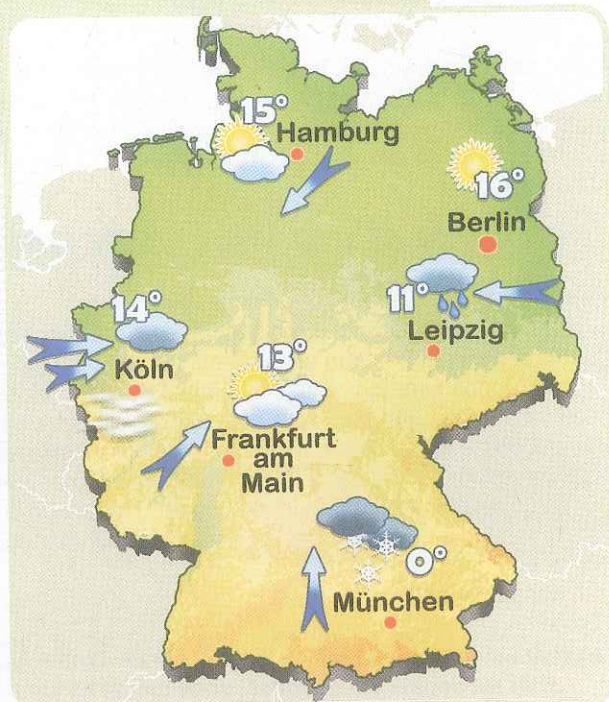 15°
Hamburg
16°
Berlin
11°
Leipzig
14°
Köln
13°
Frankfurt
am
Main
0°
München